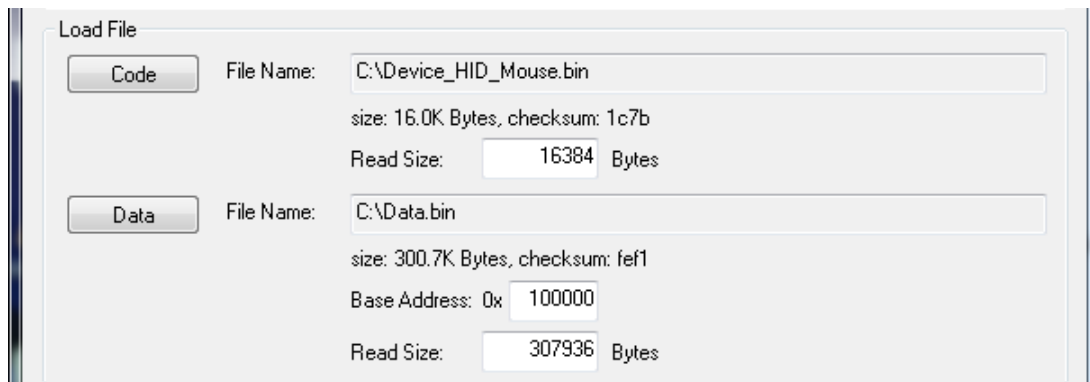 Load File
Code File Name: C:\Device_HID_Mouse.bin
size: 16.0K Bytes, checksum: 1c7b
Read Size: 16384 Bytes
Data File Name: C:\Data.bin
size: 300.7K Bytes, checksum: fef1
Base Address: 0x 100000
Read Size: 307936 Bytes